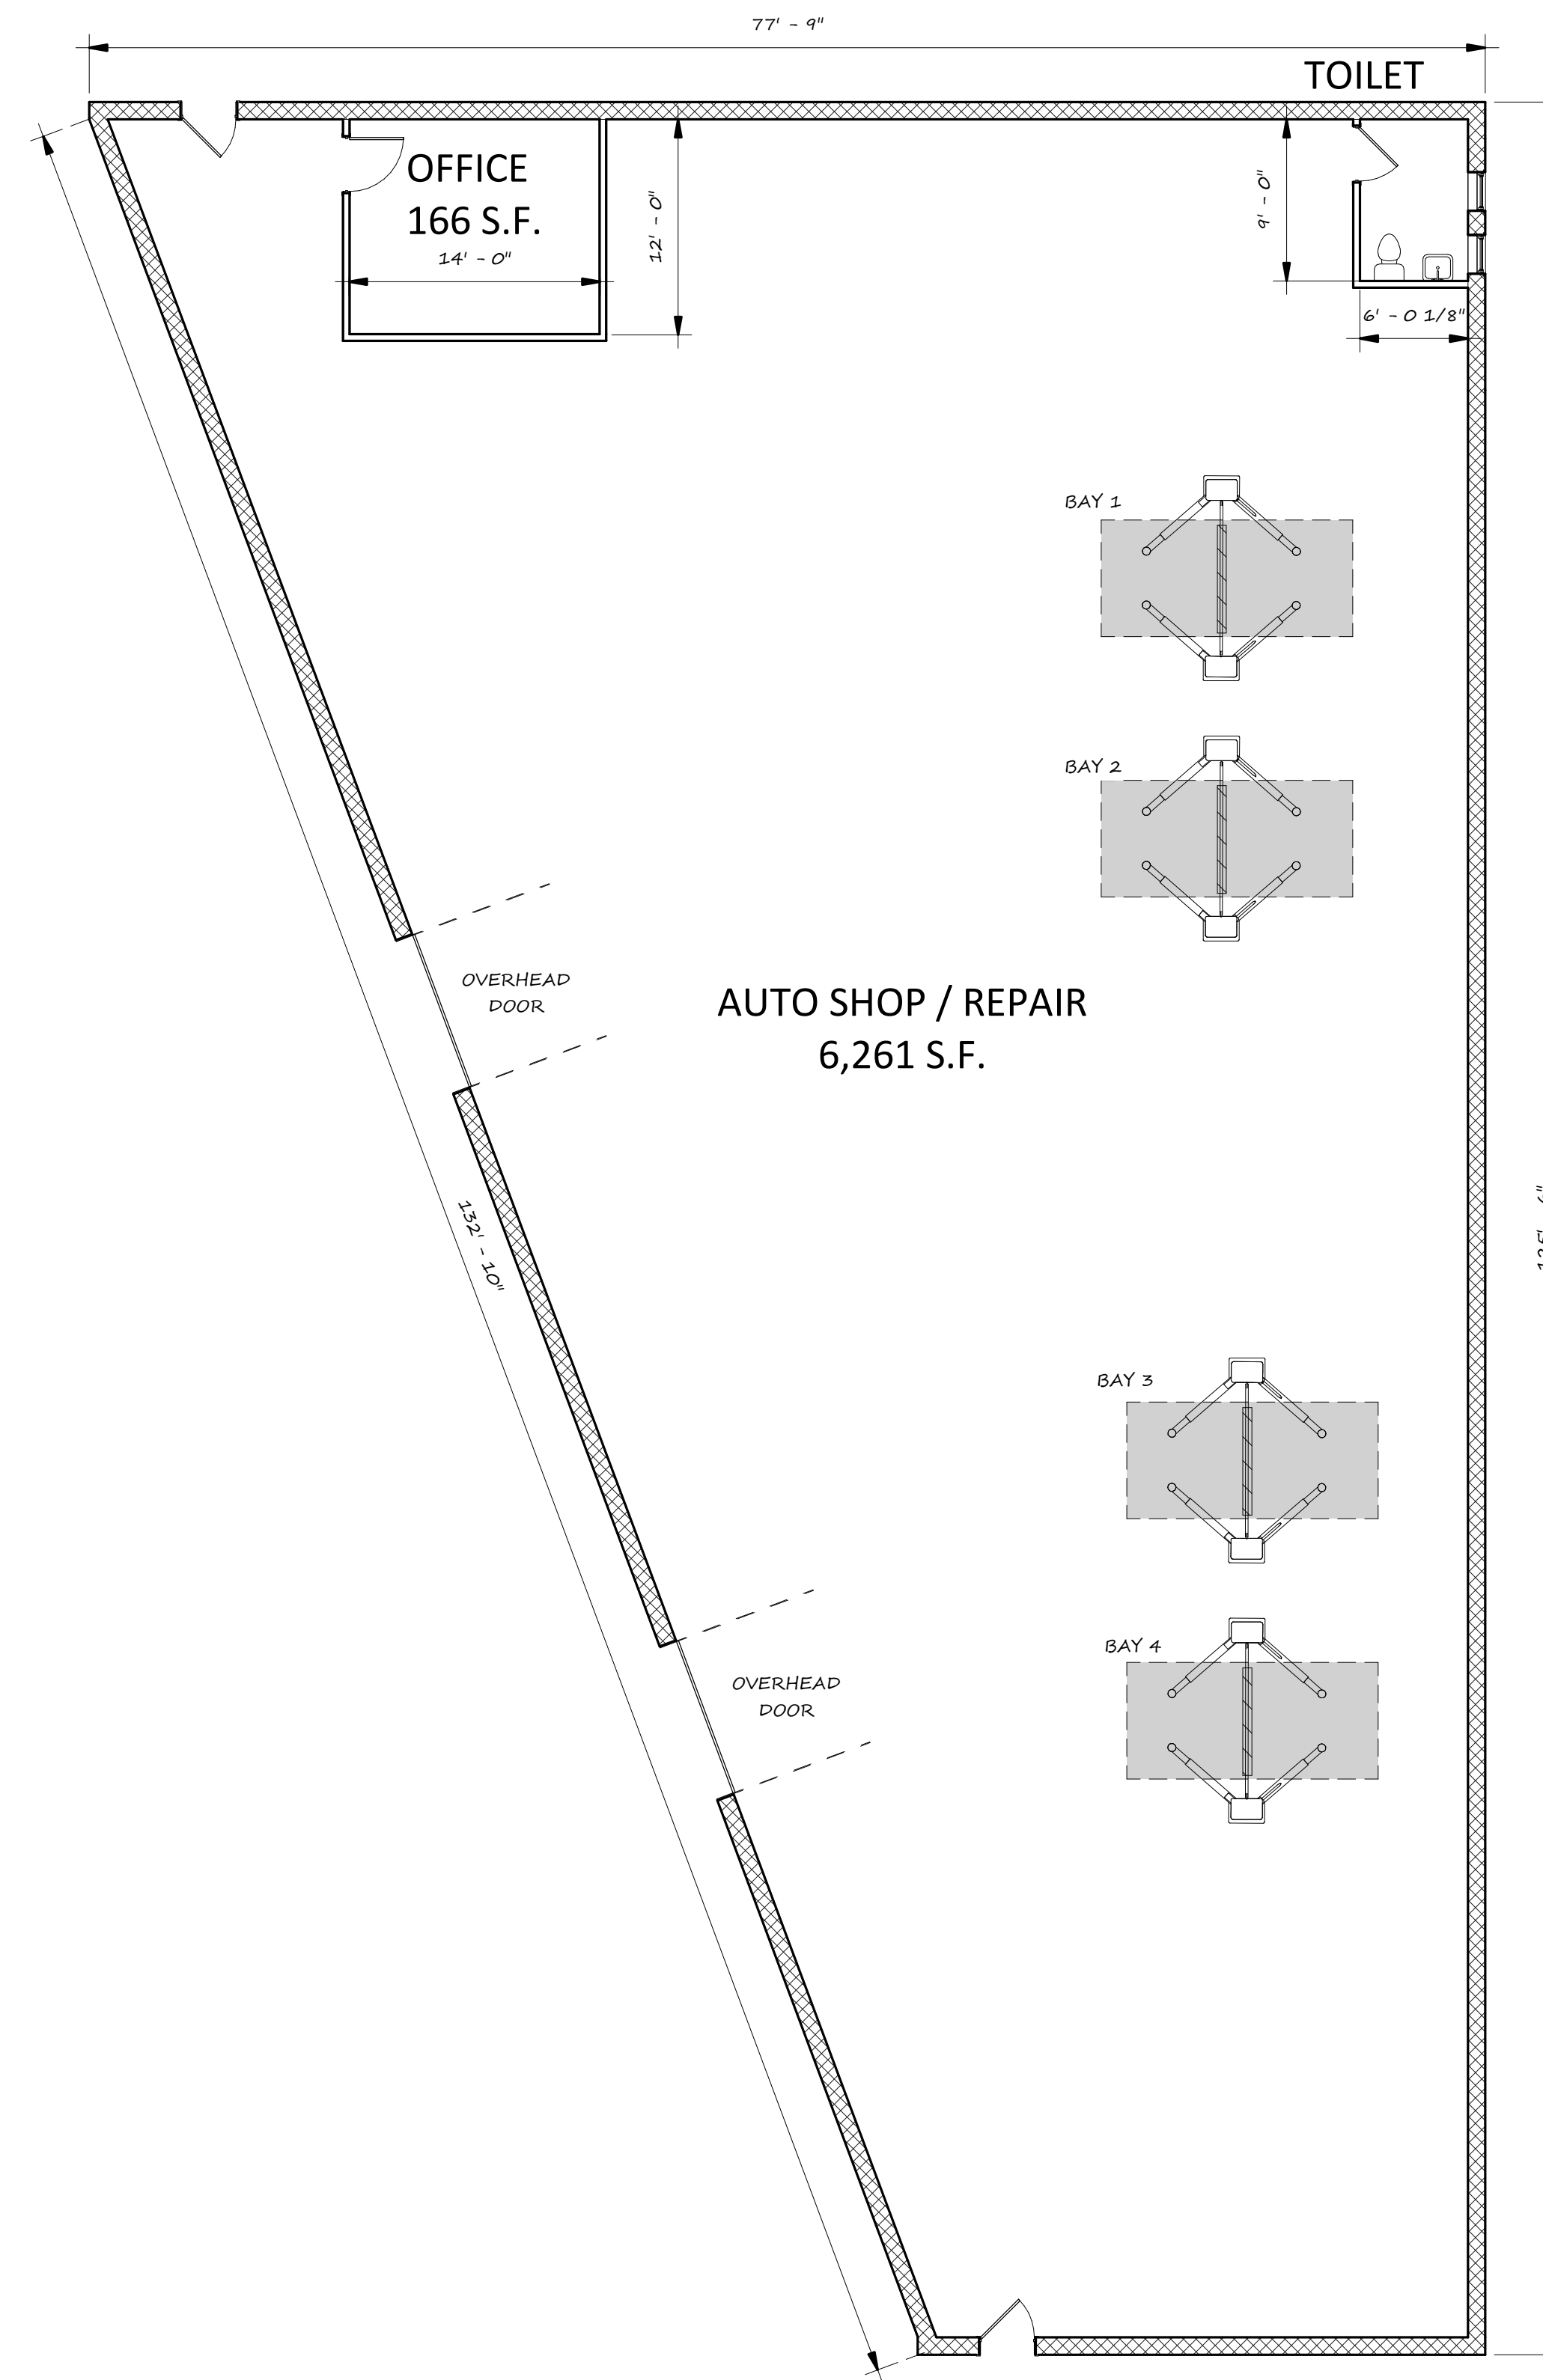 77' - 9"
TOILET
OFFICE
166 S.F.
14' - 0"
12' - 0"
9' - 0"
6' - 0 1/8"
BAY 1
BAY 2
OVERHEAD
DOOR
AUTO SHOP / REPAIR
6,261 S.F.
132' - 10"
BAY 3
BAY 4
OVERHEAD
DOOR